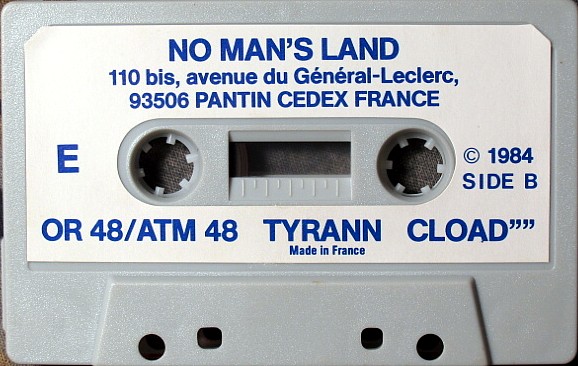 NO MAN'S LAND
110 bis, avenue du Général-Leclerc,
93506 PANTIN CEDEX FRANCE
E
© 1984
SIDE B
OR 48/ATM 48 TYRANN CLOAD""
Made in France